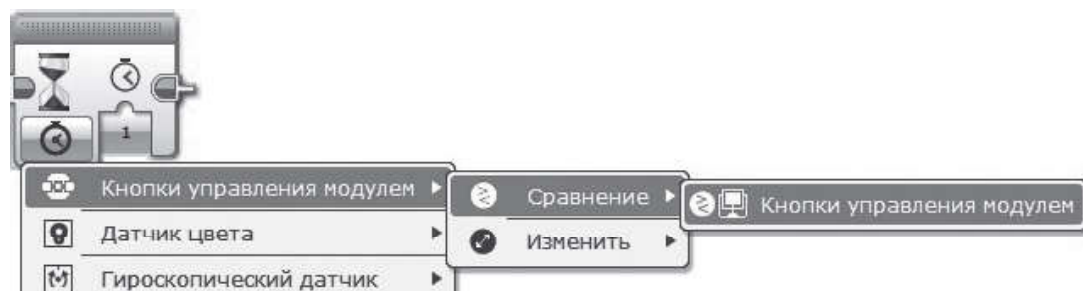 1
Кнопки управления модулем
Сравнение
Кнопки управления модулем
Датчик цвета
Изменить
Гироскопический датчик